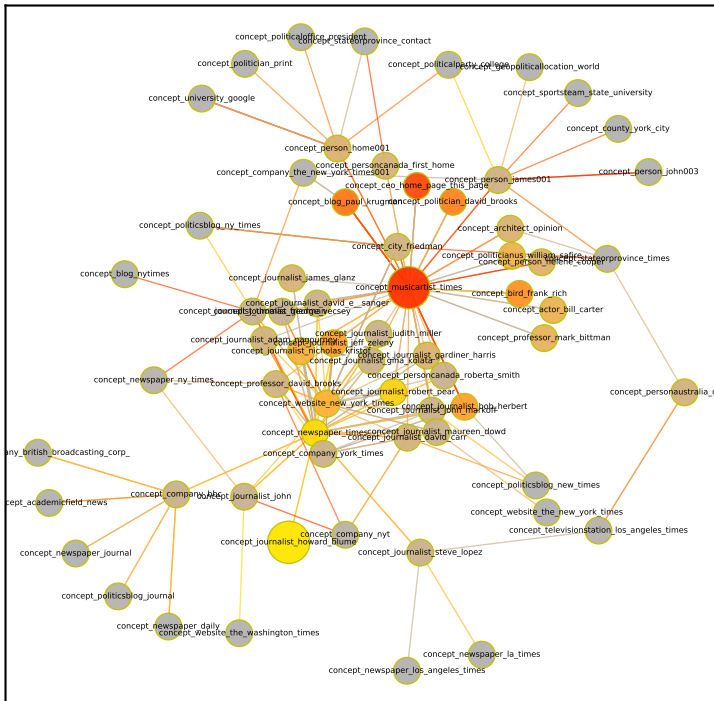 concept_politicaloffice_president
concept_stateorprovince_contact
concept_politician_print
concept_politicalparty_college
concept_geopoliticallocation_world
concept_university_google
concept_sportsteam_state_university
concept_county_york_city
concept_person_home001
concept_personcanada_first_home
concept_company_the_new_york_times001
concept_person_james001
concept_person_john003
concept_ceo_home_page_this_page
concept_blog_paul_krugman
concept_politician_david_brooks
concept_politicsblog_ny_times
concept_architect_opinion
concept_city_friedman
concept_politicianus_william_safire
concept_person_helene_cooper
concept_stateorprovince_times
concept_blog_nytimes
concept_journalist_james_glanz
concept_musicartist_times
concept_bird_frank_rich
concept_journalist_david_e__sanger
concept_actor_bill_carter
concept_professor_mark_bittman
concept_journalist_judith_miller
concept_journalist_adam_nagourney
concept_journalist_jeff_zeleny
concept_journalist_nicholas_kristof
concept_journalist_gardiner_harris
concept_journalist_gina_kolata
concept_personcanada_roberta_smith
concept_newspaper_ny_times
concept_professor_david_brooks
concept_journalist_robert_pear
concept_website_new_york_times
concept_journalist_bob_herbert
concept_journalist_john_markoff
concept_newspaper_times
concept_journalist_maureen_dowd
concept_journalist_david_carr
concept_company_york_times
concept_company_bbc
concept_journalist_john
concept_politicsblog_new_times
concept_academicfield_news
concept_website_the_new_york_times
concept_televisionstation_los_angeles_times
concept_company_nyt
concept_journalist_howard_blume
concept_newspaper_journal
concept_journalist_steve_lopez
concept_politicsblog_journal
concept_newspaper_daily
concept_website_the_washington_times
concept_newspaper_la_times
concept_newspaper_los_angeles_times